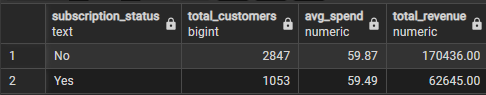 subscription_status total_customers avg_spend total_revenue
text bigint numeric numeric
1 No 2847 59.87 170436.00
2 Yes 1053 59.49 62645.00